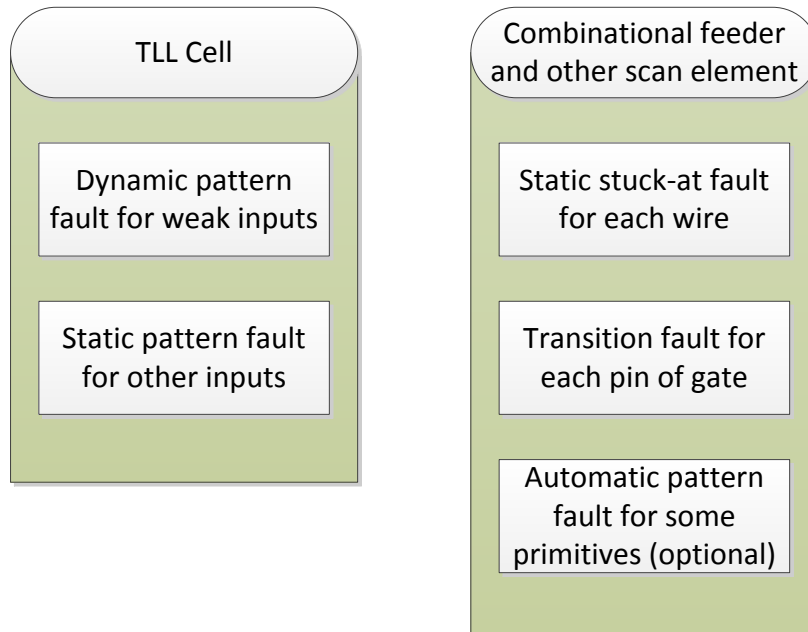 TLL Cell
Dynamic pattern
fault for weak inputs
Static pattern fault
for other inputs
Combinational feeder
and other scan element
Static stuck-at fault
for each wire
Transition fault for
each pin of gate
Automatic pattern
fault for some
primitives (optional)